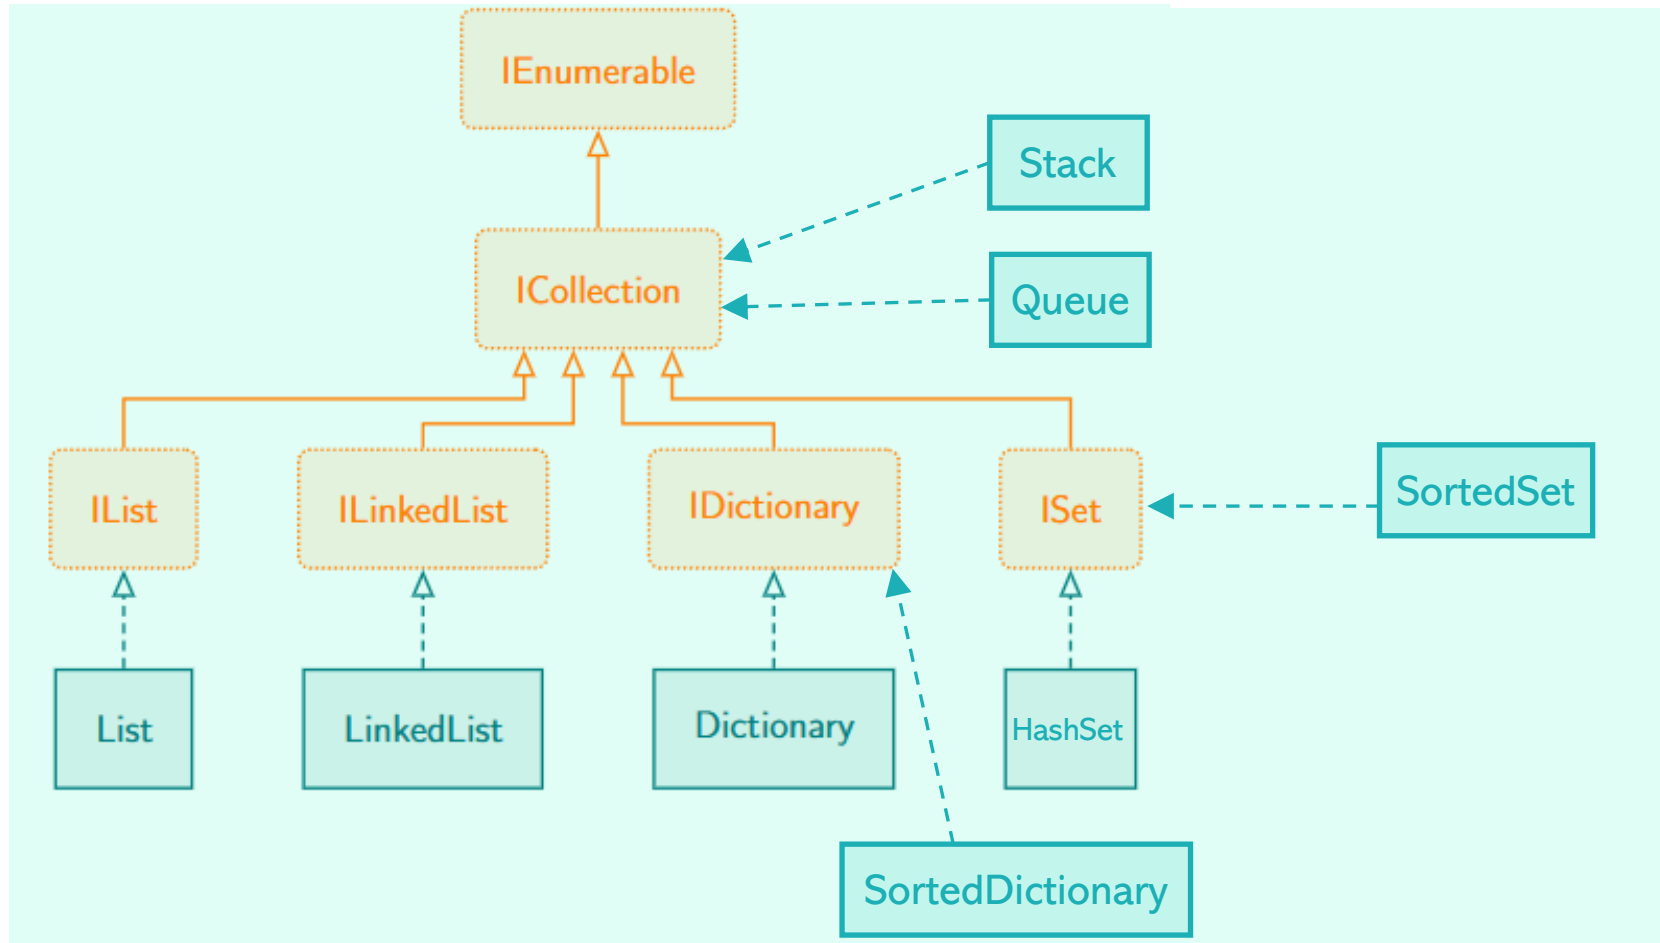 IEnumerable
Stack
ICollection
Queue
IList
ILinkedList
IDictionary
ISet
SortedSet
List
LinkedList
Dictionary
HashSet
SortedDictionary